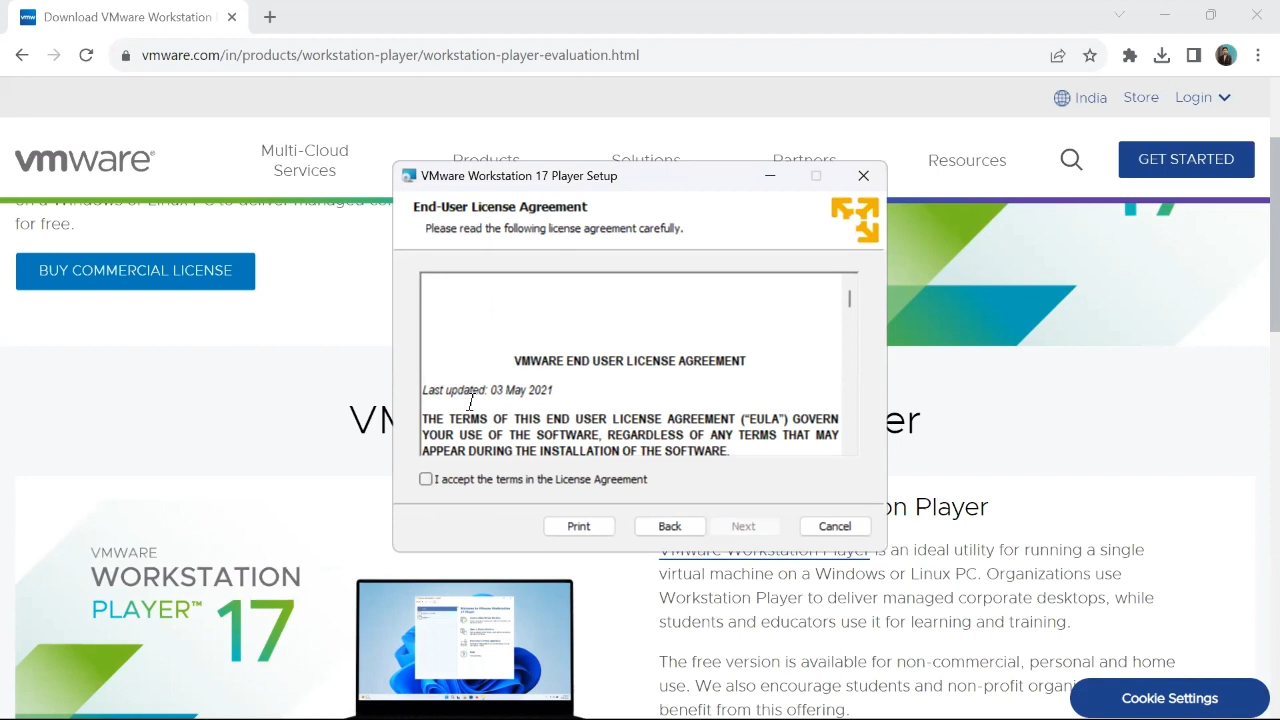 vmw Download VMware Workstation
vmware.com/in/products/workstation-player/workstation-player-evaluation.html
India Store Login
vmware®
Multi-Cloud
Services
Products Solutions Partners Resources
GET STARTED
for free.
BUY COMMERCIAL LICENSE
VMware Workstation 17 Player Setup
End-User License Agreement
Please read the following license agreement carefully.
VMWARE END USER LICENSE AGREEMENT
Last updated: 03 May 2021
THE TERMS OF THIS END USER LICENSE AGREEMENT (“EULA”) GOVERN
YOUR USE OF THE SOFTWARE, REGARDLESS OF ANY TERMS THAT MAY
APPEAR DURING THE INSTALLATION OF THE SOFTWARE.
I accept the terms in the License Agreement
Print Back Next Cancel
VMWARE
WORKSTATION
PLAYER™ 17
Player
VMware Workstation Player is an ideal utility for running a single
virtual machine on a Windows or Linux PC. Organizations use
Workstation Player to deliver managed corporate desktops, while
students and educators use it for learning and training.
The free version is available for non-commercial, personal and home
use. We also encourage students and non-profit
benefit from this offering.
Cookie Settings